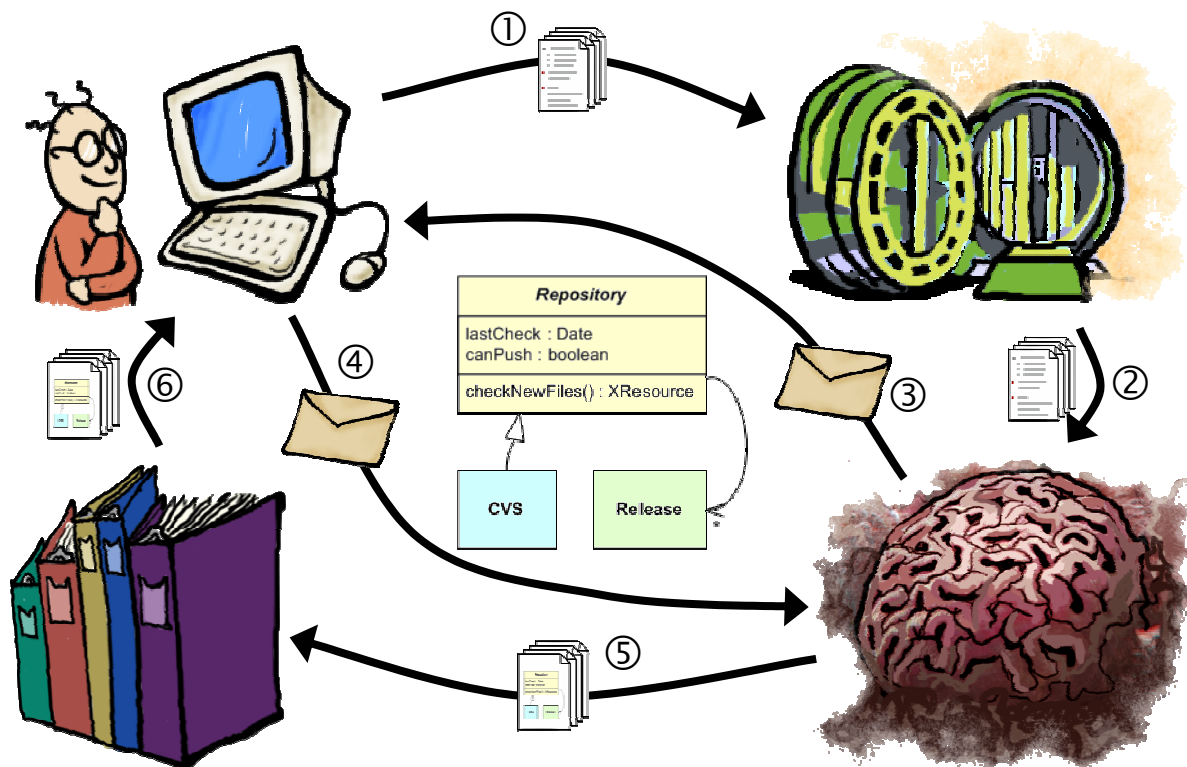 ①
Repository
lastCheck : Date
canPush : boolean
checkNewFiles() : XResource
④
③
②
⑥
CVS
Release
*
⑤